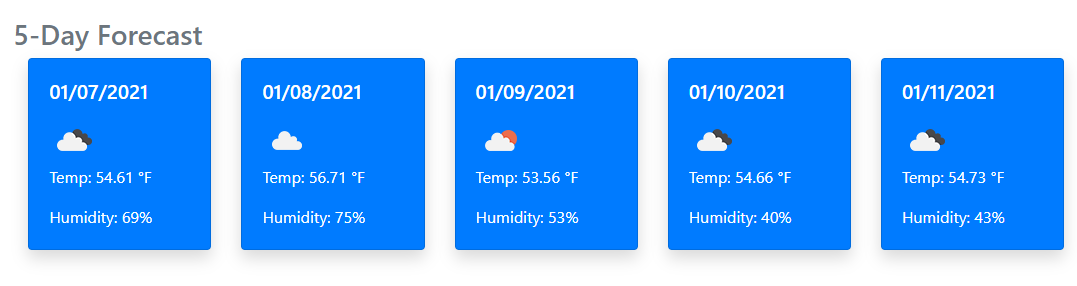 5-Day Forecast
01/07/2021
Temp: 54.61 °F
Humidity: 69%
01/08/2021
Temp: 56.71 °F
Humidity: 75%
01/09/2021
Temp: 53.56 °F
Humidity: 53%
01/10/2021
Temp: 54.66 °F
Humidity: 40%
01/11/2021
Temp: 54.73 °F
Humidity: 43%